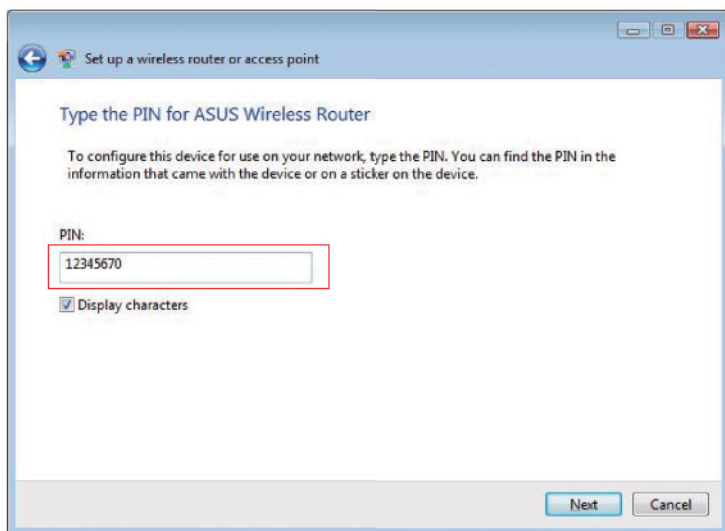 Set up a wireless router or access point
Type the PIN for ASUS Wireless Router
To configure this device for use on your network, type the PIN. You can find the PIN in the
information that came with the device or on a sticker on the device.
PIN:
12345670
Display characters
Next
Cancel